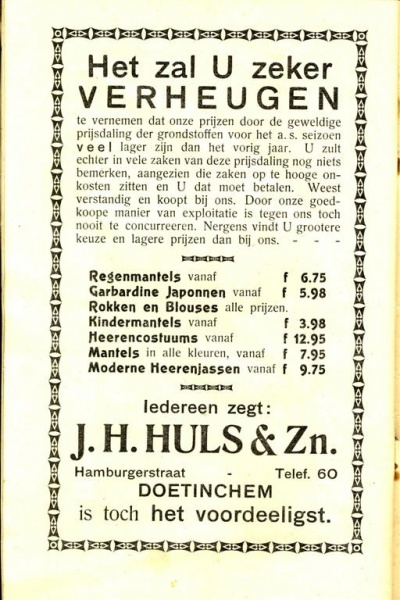 Het zal U zeker
VERHEUGEN
te vernemen dat onze prijzen door de geweldige
prijsdaling der grondstoffen voor het a. s. seizoen
veel lager zijn dan het vorig jaar. U zult
echter in vele zaken van deze prijsdaling nog niets
bemerken, aangezien die zaken op te hooge on-
kosten zitten en U dat moet betalen. Weest
verstandig en koopt bij ons. Door onze goed-
koope manier van exploitatie is tegen ons toch
nooit te concurreeren. Nergens vindt U grootere
keuze en lagere prijzen dan bij ons. - - -
Regenmantels vanaf f 6.75
Garbardine Japonnen vanaf f 5.98
Rokken en Blouses alle prijzen.
Kindermantels vanaf f 3.98
Heerencostuums vanaf f 12.95
Mantels in alle kleuren, vanaf f 7.95
Moderne Heerenjassen vanaf f 9.75
Iedereen zegt:
J. H. HULS & Zn.
Hamburgerstraat - Telef. 60
DOETINCHEM
is toch het voordeeligst.